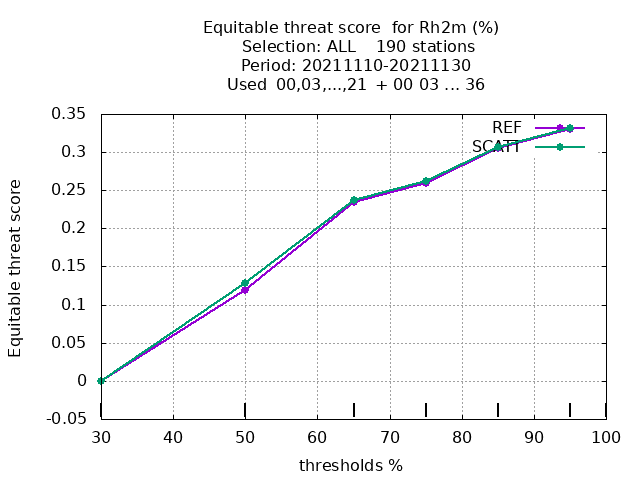 Equitable threat score  for Rh2m (%)
Selection: ALL    190 stations
Period: 20211110-20211130
Used  00,03,...,21  + 00 03 ... 36
0.35
0.3
0.25
0.2
0.15
0.1
0.05
0
-0.05
Equitable threat score
REF
SCATT
30 40 50 60 70 80 90 100
thresholds %